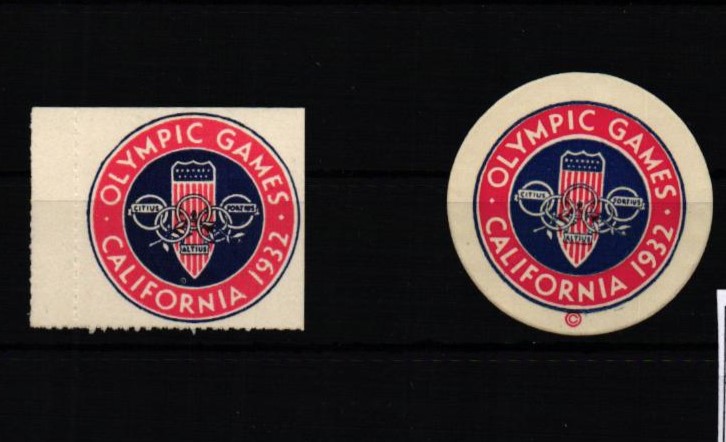 OLYMPIC GAMES
CITIUS
FORTIUS
ALTIUS
CALIFORNIA 1932
OLYMPIC GAMES
CITIUS
FORTIUS
ALTIUS
CALIFORNIA 1932
©